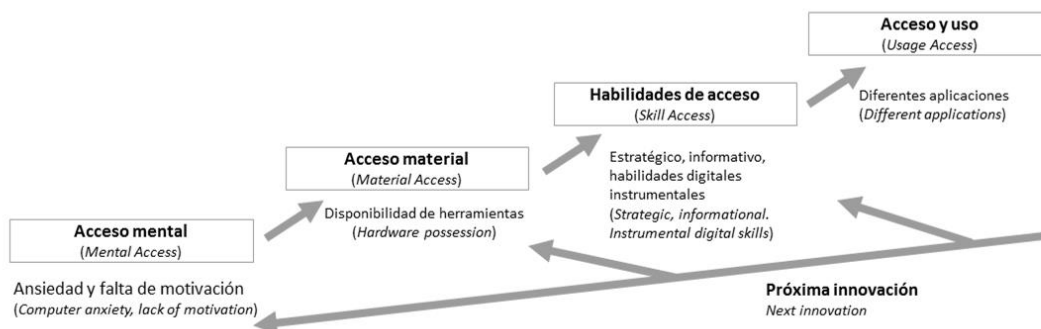 Acceso y uso
(Usage Access)
Diferentes aplicaciones
(Different applications)
Habilidades de acceso
(Skill Access)
Estratégico, informativo,
habilidades digitales
instrumentales
(Strategic, informational.
Instrumental digital skills)
Acceso material
(Material Access)
Disponibilidad de herramientas
(Hardware possession)
Acceso mental
(Mental Access)
Ansiedad y falta de motivación
(Computer anxiety, lack of motivation)
Próxima innovación
Next innovation